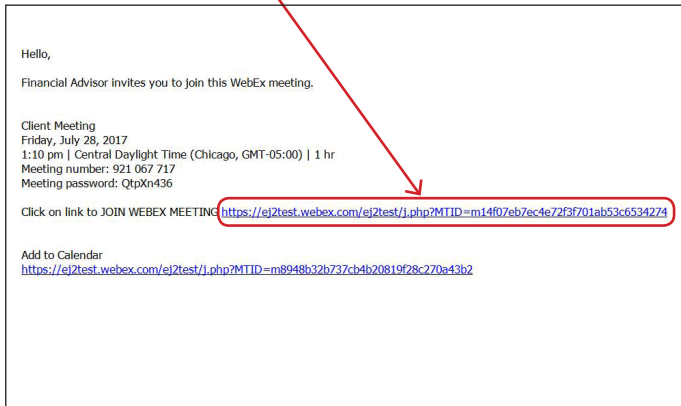 Hello,
Financial Advisor invites you to join this WebEx meeting.
Client Meeting
Friday, July 28, 2017
1:10 pm | Central Daylight Time (Chicago, GMT-05:00) | 1 hr
Meeting number: 921 067 717
Meeting password: QtpXn436
Click on link to JOIN WEBEX MEETING https://ej2test.webex.com/ej2test/j.php?MTID=m14f07eb7ec4e72f3f701ab53c6534274
Add to Calendar
https://ej2test.webex.com/ej2test/j.php?MTID=m8948b32b737cb4b20819f28c270a43b2